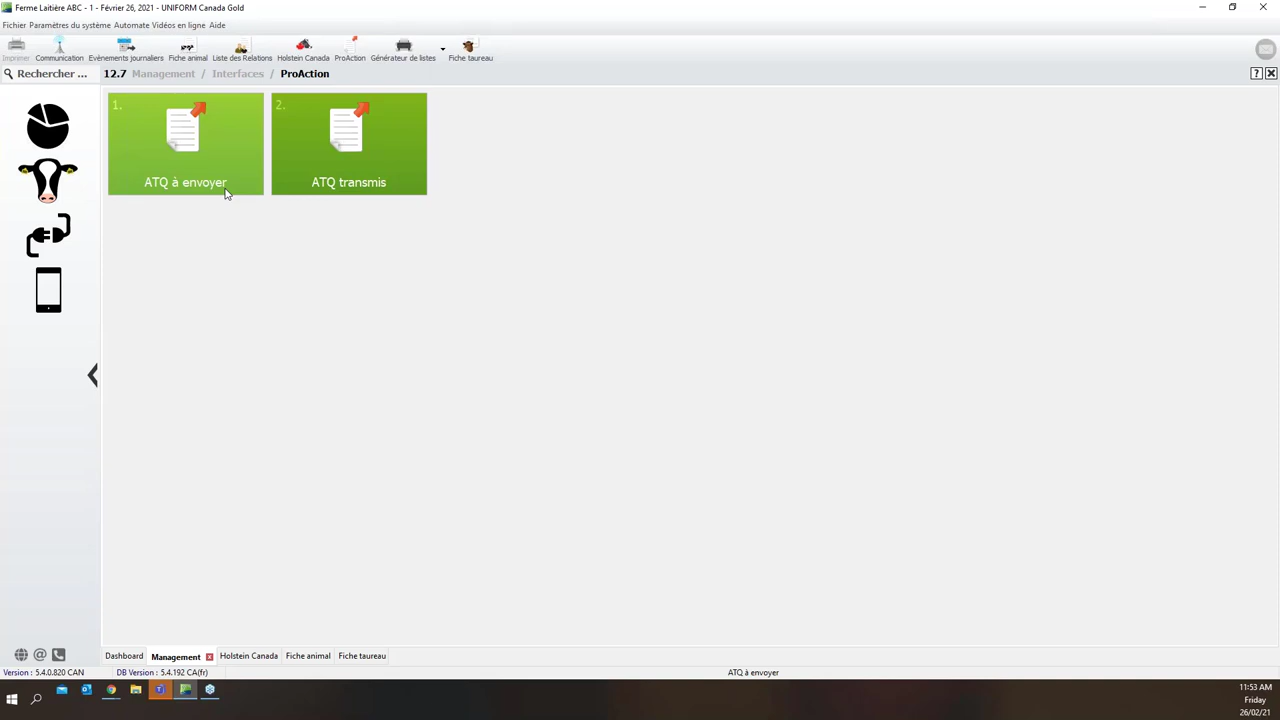 Ferme Laitière ABC - 1 - Février 26, 2021 - UNIFORM Canada Gold
Fichier Paramètres du système Automate Vidéos en ligne Aide
Imprimer Communication Evènements journaliers Fiche animal Liste des Relations Holstein Canada ProAction Générateur de listes Fiche taureau
Rechercher ... 12.7 Management / Interfaces / ProAction
1. 2.
ATQ à envoyer ATQ transmis
Dashboard Management Holstein Canada Fiche animal Fiche taureau
Version : 5.4.0.820 CAN DB Version : 5.4.192 CA(fr) ATQ à envoyer
11:53 AM
Friday
26/02/21